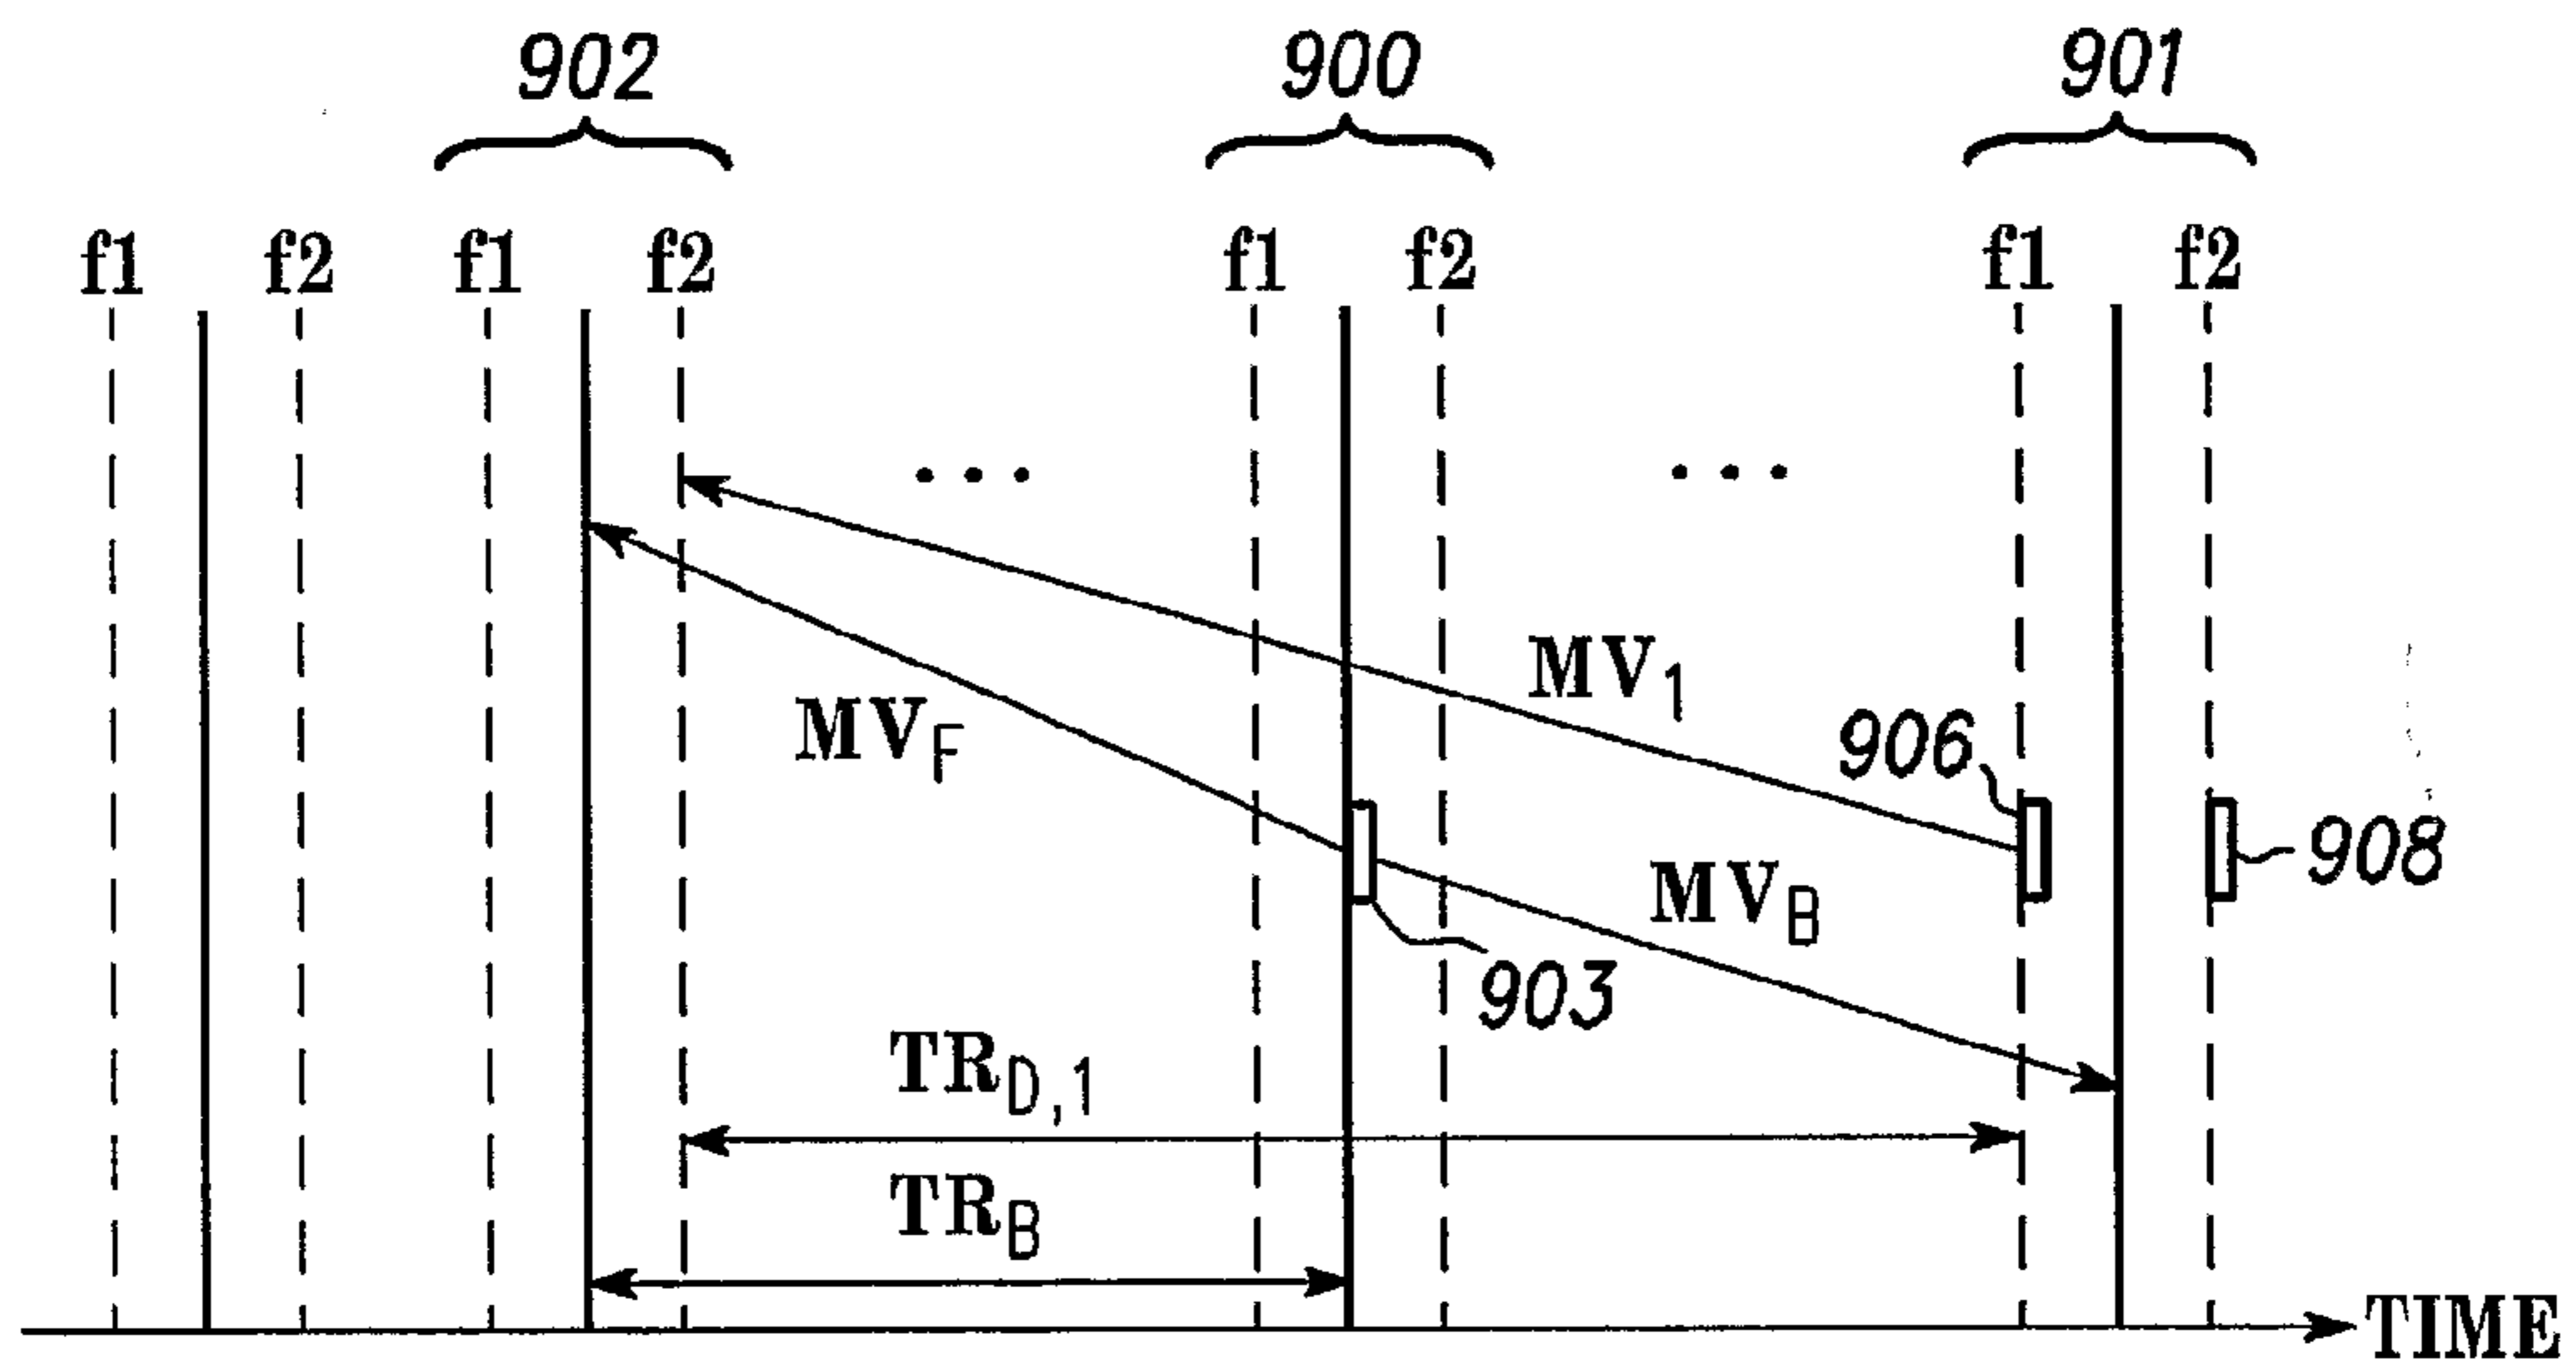 902 900 901
f1 f2 f1 f2 f1 f2 f1 f2
. . . . . .
MV1
MVF
906
908
MVB
903
TRD,1
TRB
TIME